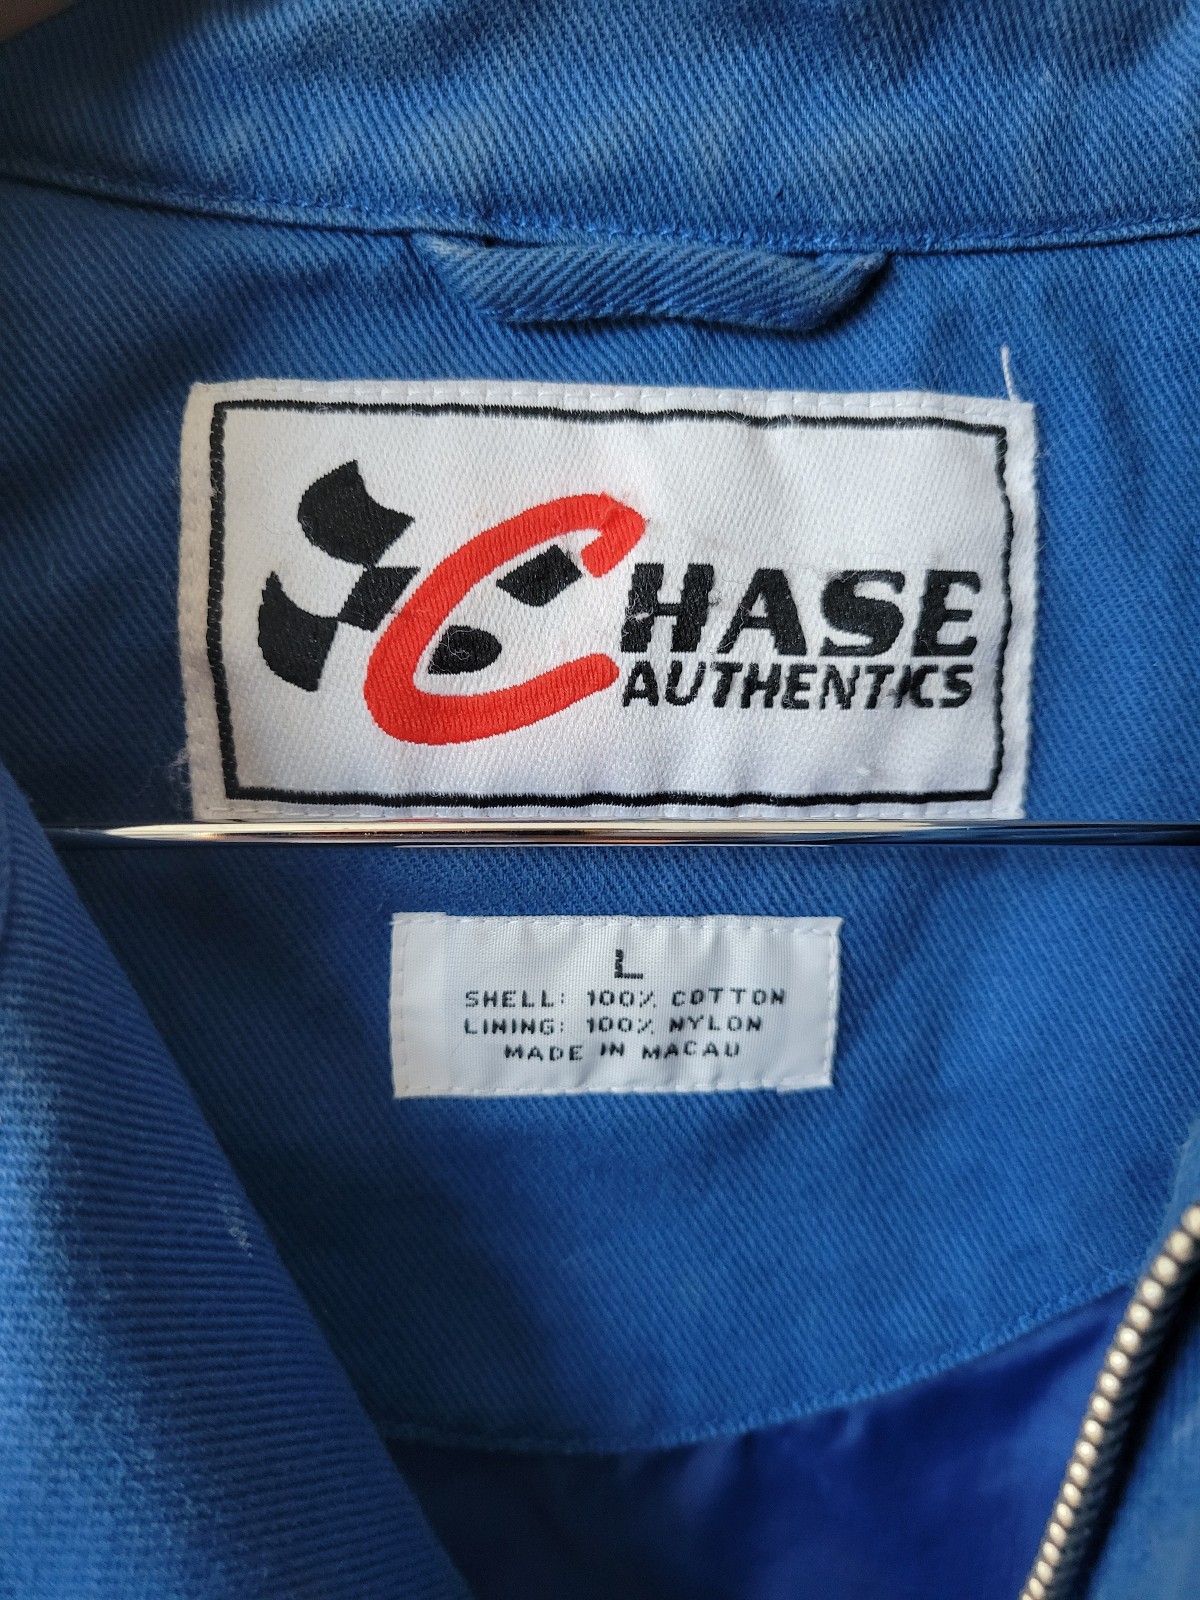 CHASE
AUTHENTICS
L
SHELL: 100% COTTON
LINING: 100% NYLON
MADE IN MACAU